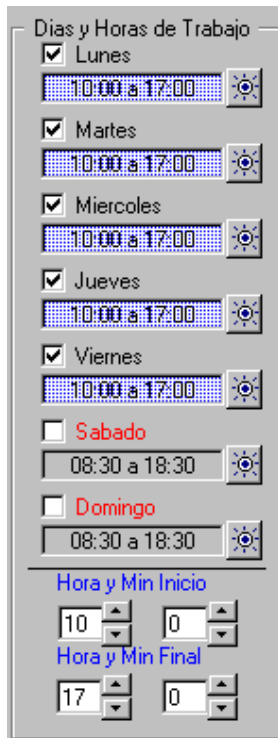 Dias y Horas de Trabajo
Lunes
10:00 a 17:00
Martes
10:00 a 17:00
Miercoles
10:00 a 17:00
Jueves
10:00 a 17:00
Viernes
10:00 a 17:00
Sabado
08:30 a 18:30
Domingo
08:30 a 18:30
Hora y Min Inicio
10 0
Hora y Min Final
17 0